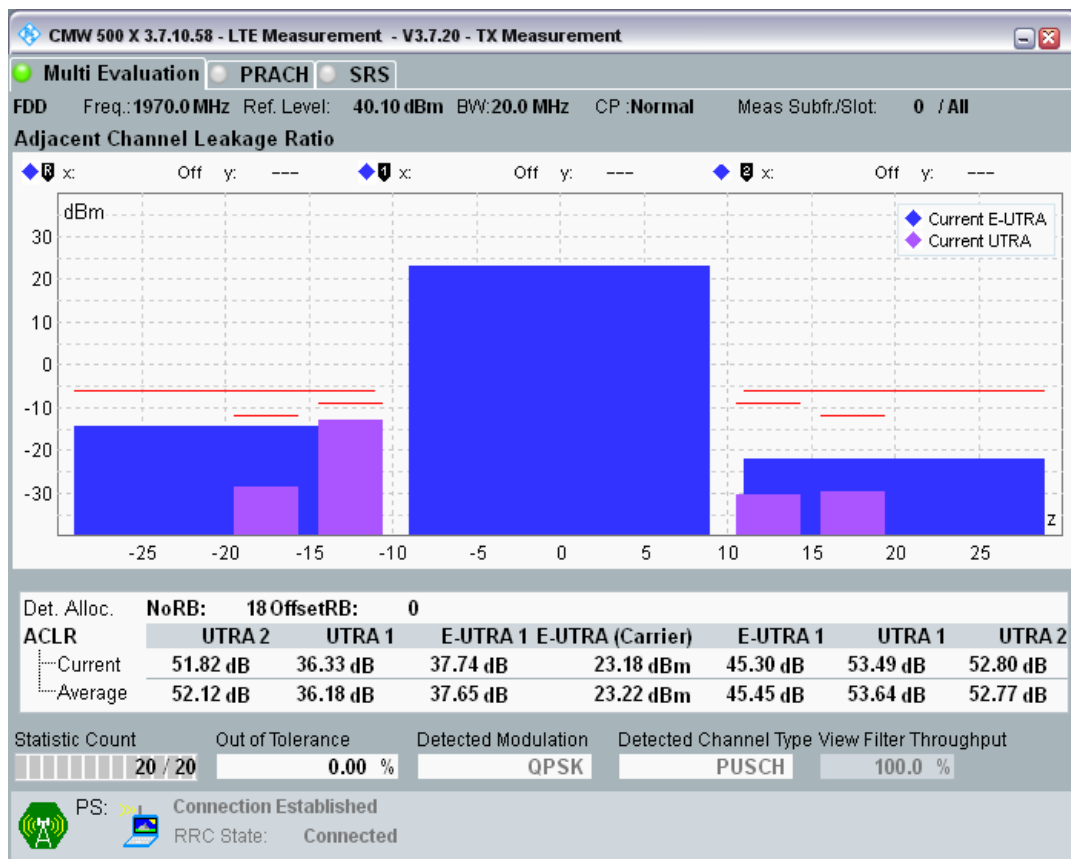 CMW 500 X 3.7.10.58 - LTE Measurement - V3.7.20 - TX Measurement
Multi Evaluation PRACH SRS
FDD Freq.:1970.0 MHz Ref. Level: 40.10 dBm BW:20.0 MHz CP :Normal Meas Subfr./Slot: 0 / All
Adjacent Channel Leakage Ratio
R x: Off y: --- 1 x: Off y: --- 2 x: Off y: ---
dBm
Current E-UTRA
Current UTRA
30
20
10
0
-10
-20
-30
z
-25 -20 -15 -10 -5 0 5 10 15 20 25
Det. Alloc. NoRB: 18 OffsetRB: 0
ACLR UTRA 2 UTRA 1 E-UTRA 1 E-UTRA (Carrier) E-UTRA 1 UTRA 1 UTRA 2
Current 51.82 dB 36.33 dB 37.74 dB 23.18 dBm 45.30 dB 53.49 dB 52.80 dB
Average 52.12 dB 36.18 dB 37.65 dB 23.22 dBm 45.45 dB 53.64 dB 52.77 dB
Statistic Count Out of Tolerance Detected Modulation Detected Channel Type View Filter Throughput
20 / 20 0.00 % QPSK PUSCH 100.0 %
PS: Connection Established
RRC State: Connected